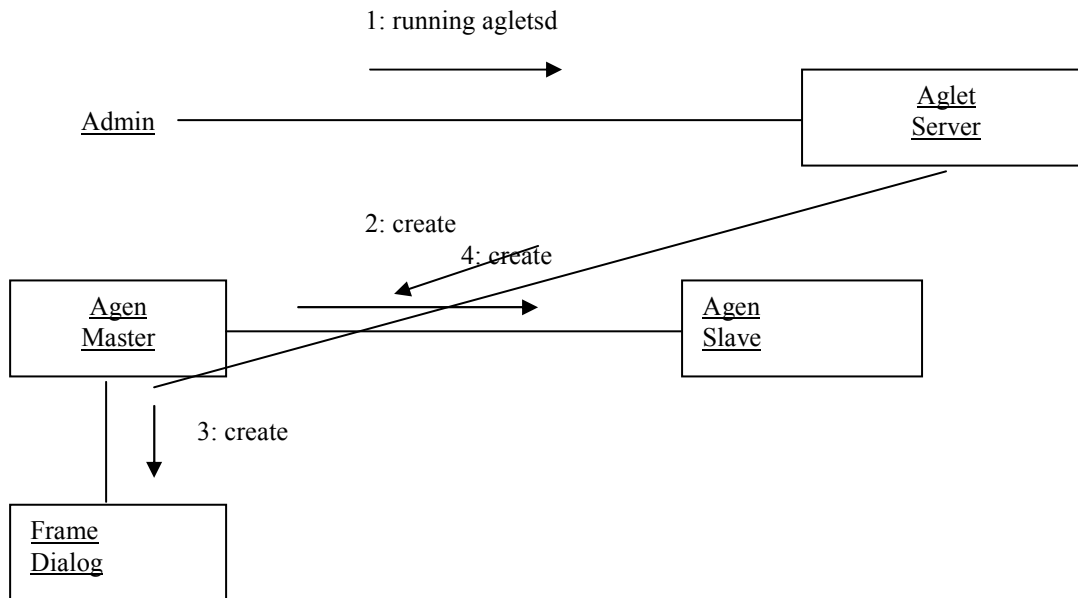 1: running agletsd
Aglet
Server
Admin
2: create
4: create
Agen
Master
Agen
Slave
3: create
Frame
Dialog